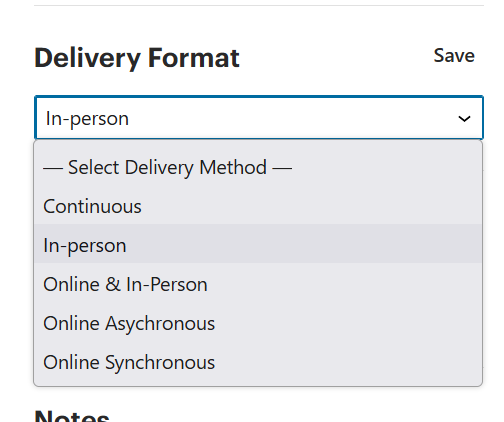 Delivery Format
Save
In-person
— Select Delivery Method —
Continuous
In-person
Online & In-Person
Online Asychronous
Online Synchronous
Notes